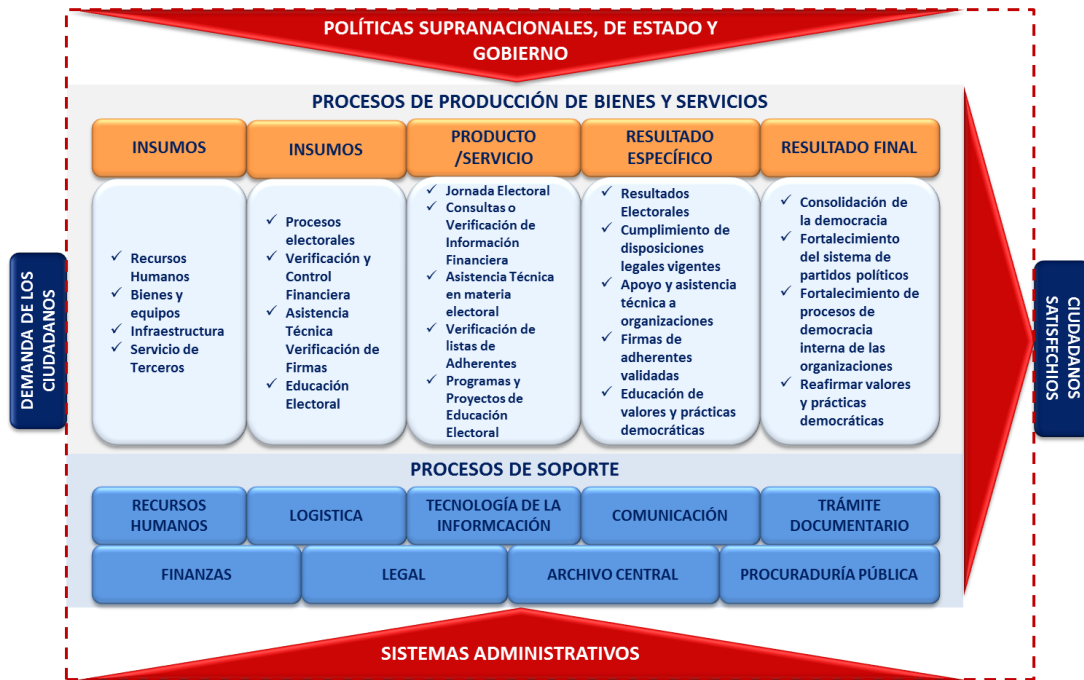 POLÍTICAS SUPRANACIONALES, DE ESTADO Y
GOBIERNO
PROCESOS DE PRODUCCIÓN DE BIENES Y SERVICIOS
INSUMOS
INSUMOS
PRODUCTO
/SERVICIO
RESULTADO
ESPECÍFICO
RESULTADO FINAL
DEMANDA DE LOS
CIUDADANOS
✓ Recursos
Humanos
✓ Bienes y
equipos
✓ Infraestructura
✓ Servicio de
Terceros
✓ Procesos
electorales
✓ Verificación y
Control
Financiera
✓ Asistencia
Técnica
Verificación de
Firmas
✓ Educación
Electoral
✓ Jornada Electoral
✓ Consultas o
Verificación de
Información
Financiera
✓ Asistencia Técnica
en materia
electoral
✓ Verificación de
listas de
Adherentes
✓ Programas y
Proyectos de
Educación
Electoral
✓ Resultados
Electorales
✓ Cumplimiento de
disposiciones
legales vigentes
✓ Apoyo y asistencia
técnica a
organizaciones
✓ Firmas de
adherentes
validadas
✓ Educación de
valores y prácticas
democráticas
✓ Consolidación de
la democracia
✓ Fortalecimiento
del sistema de
partidos políticos
✓ Fortalecimiento de
procesos de
democracia
interna de las
organizaciones
✓ Reafirmar valores
y prácticas
democráticas
CIUDADANOS
SATISFECHIOS
PROCESOS DE SOPORTE
RECURSOS
HUMANOS
LOGISTICA
TECNOLOGÍA DE LA
INFORMCACIÓN
COMUNICACIÓN
TRÁMITE
DOCUMENTARIO
FINANZAS
LEGAL
ARCHIVO CENTRAL
PROCURADURÍA PÚBLICA
SISTEMAS ADMINISTRATIVOS